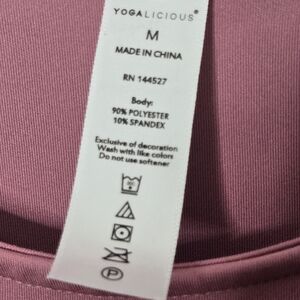 YOGALICIOUS®
M
MADE IN CHINA
RN 144527
Body:
90% POLYESTER
10% SPANDEX
Exclusive of decoration
Wash with like colors
Do not use softener
P